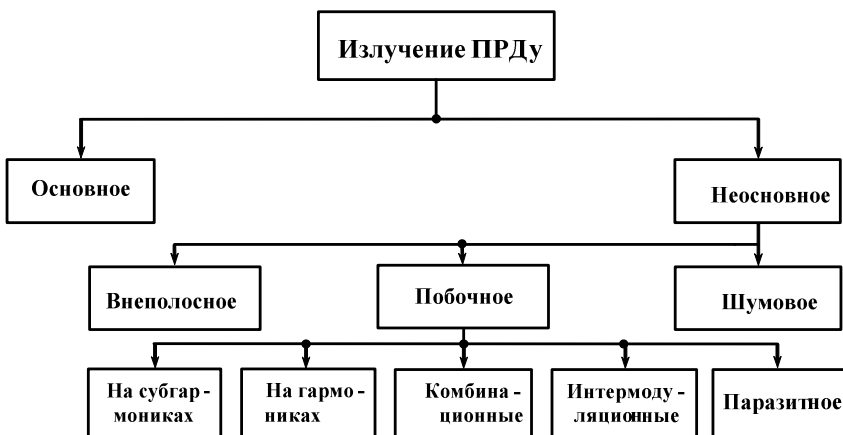 Излучение ПРДу
Основное
Неосновное
Внеполосное
Побочное
Шумовое
На субгар-
мониках
На гармо-
никах
Комбина-
ционные
Интермоду-
ляционные
Паразитное